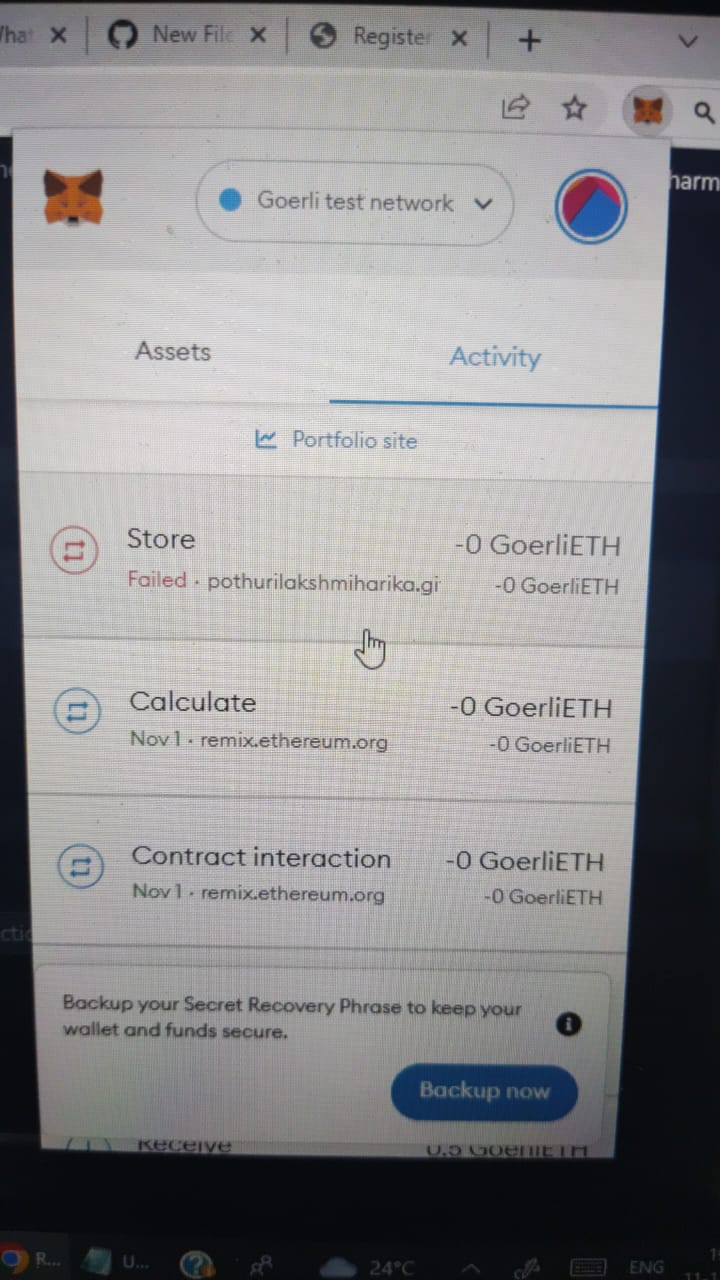 New File
Register
Goerli test network
Assets
Activity
Portfolio site
Store
-0 GoerliETH
Failed · pothurilakshmiharika.gi
-0 GoerliETH
Calculate
-0 GoerliETH
Nov 1 · remix.ethereum.org
-0 GoerliETH
Contract interaction
-0 GoerliETH
Nov 1 · remix.ethereum.org
-0 GoerliETH
Backup your Secret Recovery Phrase to keep your
wallet and funds secure.
Backup now
Receive
0.5 GoerliETH
R...
U...
24°C
ENG